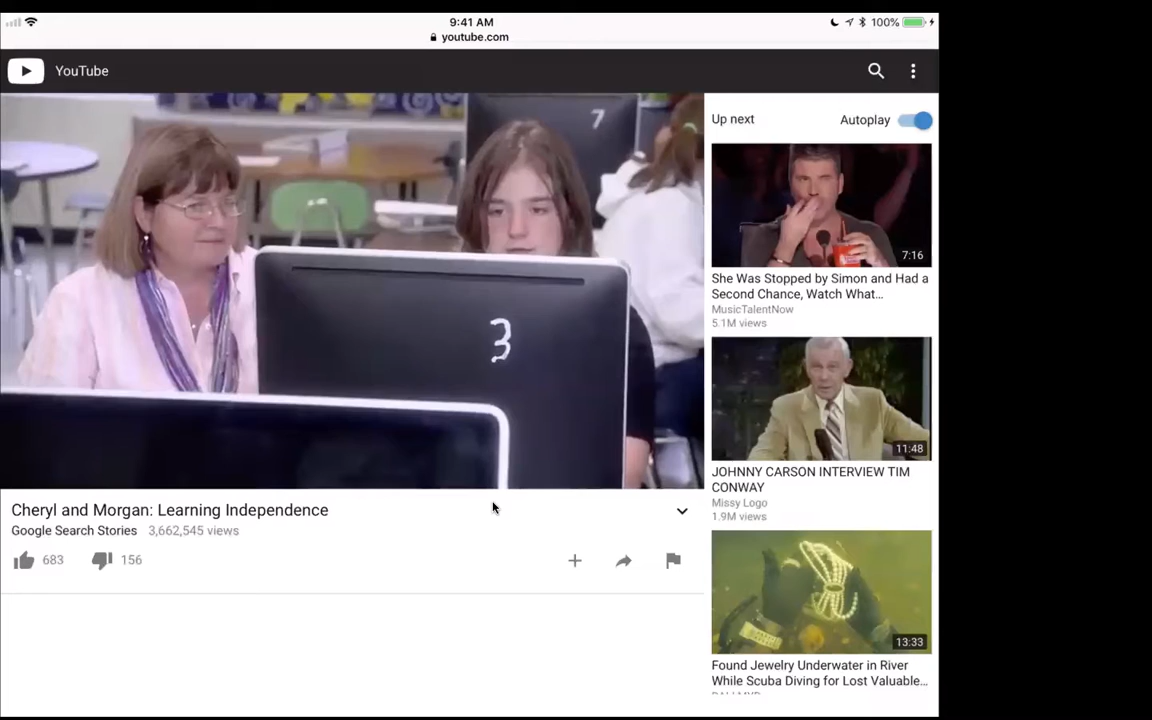 9:41 AM
100%
youtube.com
YouTube
7
3
Up next
Autoplay
7:16
She Was Stopped by Simon and Had a
Second Chance, Watch What…
MusicTalentNow
5.1M views
11:48
JOHNNY CARSON INTERVIEW TIM
CONWAY
Missy Logo
1.9M views
13:33
Found Jewelry Underwater in River
While Scuba Diving for Lost Valuable…
Cheryl and Morgan: Learning Independence
Google Search Stories 3,662,545 views
683 156